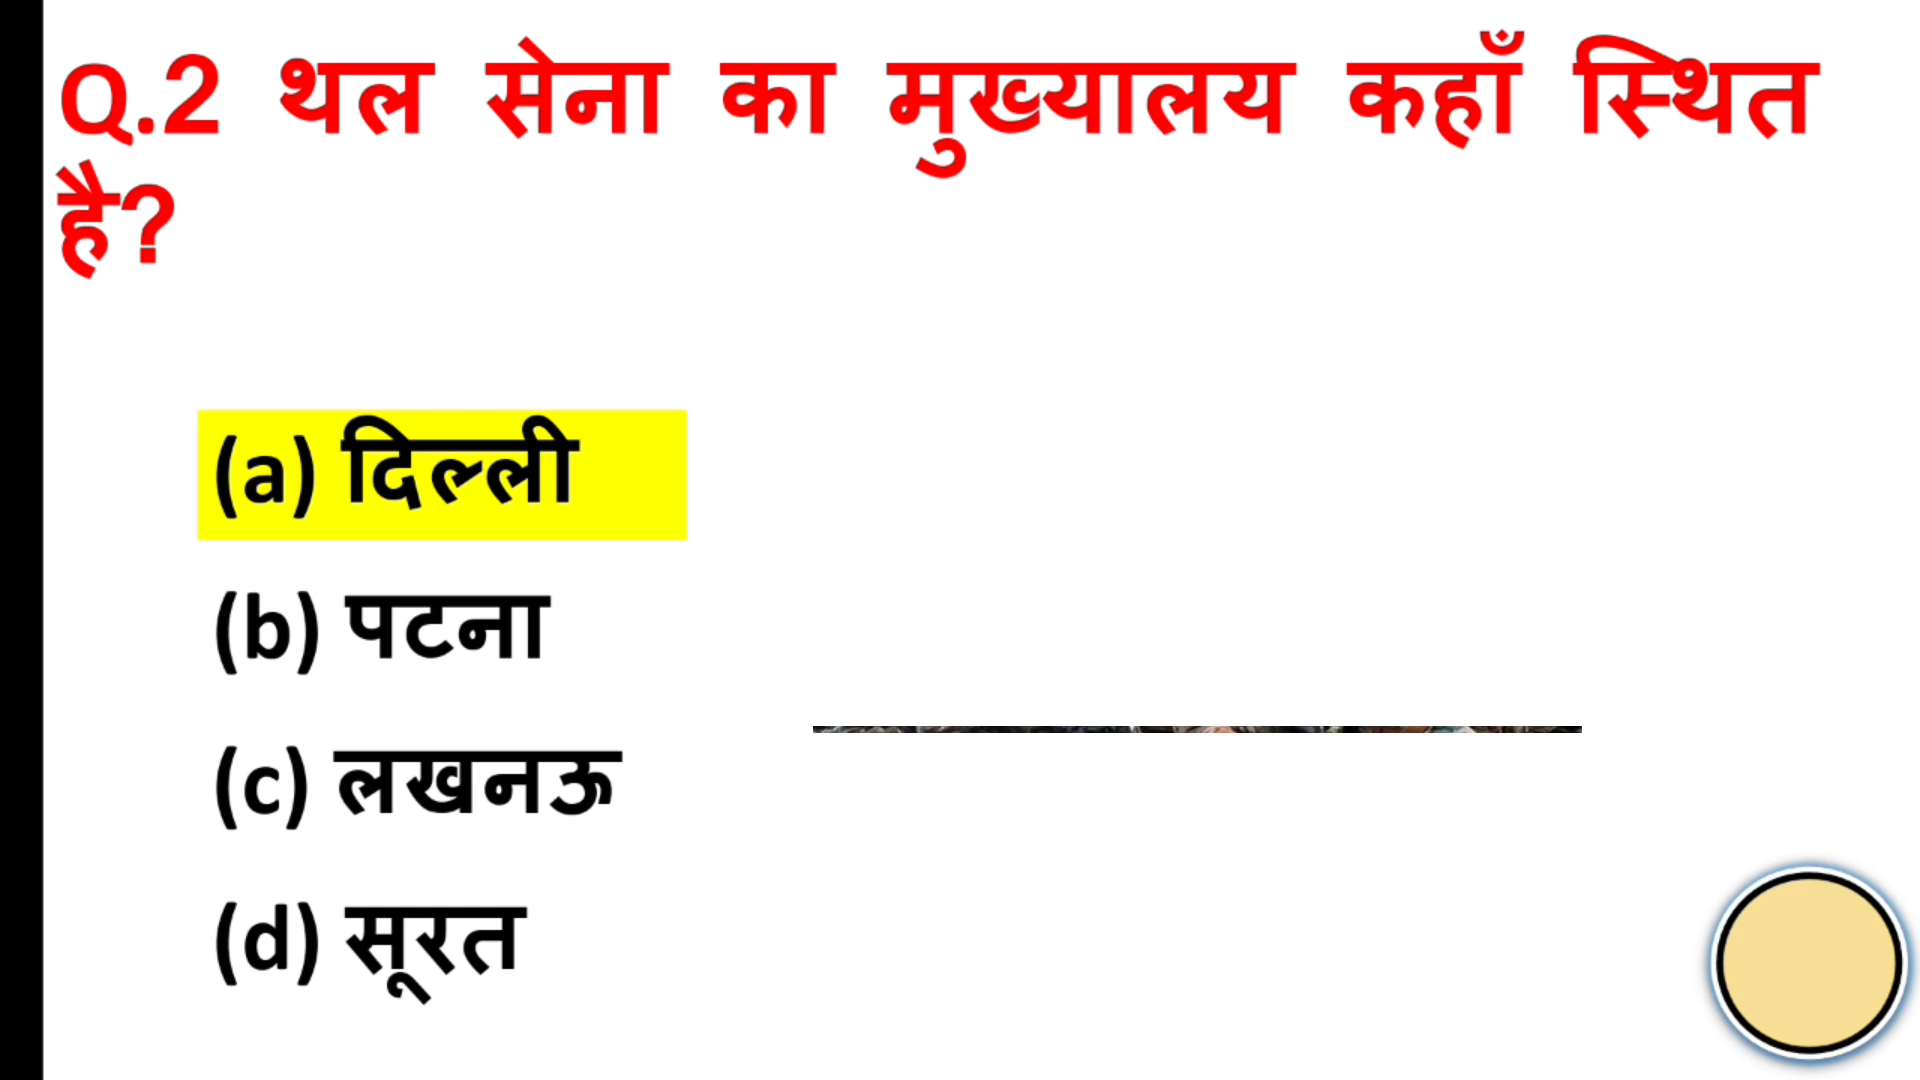 Q.2 थल सेना का मुख्यालय कहाँ स्थित
है?
(a) दिल्ली
(b) पटना
(c) लखनऊ
(d) सूरत